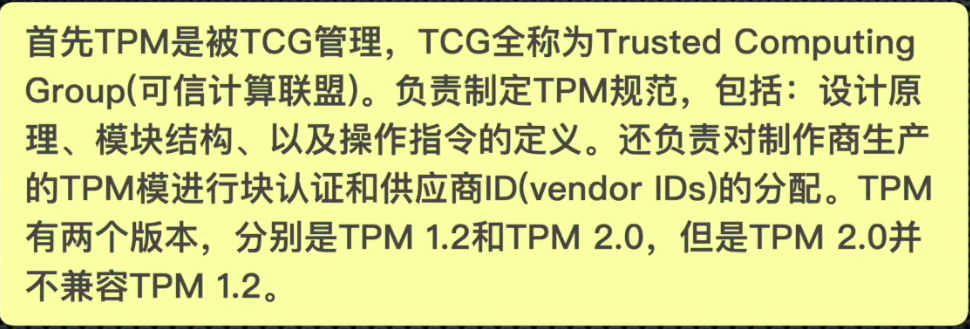 首先TPM是被TCG管理，TCG全称为Trusted Computing
Group(可信计算联盟)。负责制定TPM规范，包括：设计原
理、模块结构、以及操作指令的定义。还负责对制作商生产
的TPM模进行块认证和供应商ID(vendor IDs)的分配。TPM
有两个版本，分别是TPM 1.2和TPM 2.0，但是TPM 2.0并
不兼容TPM 1.2。